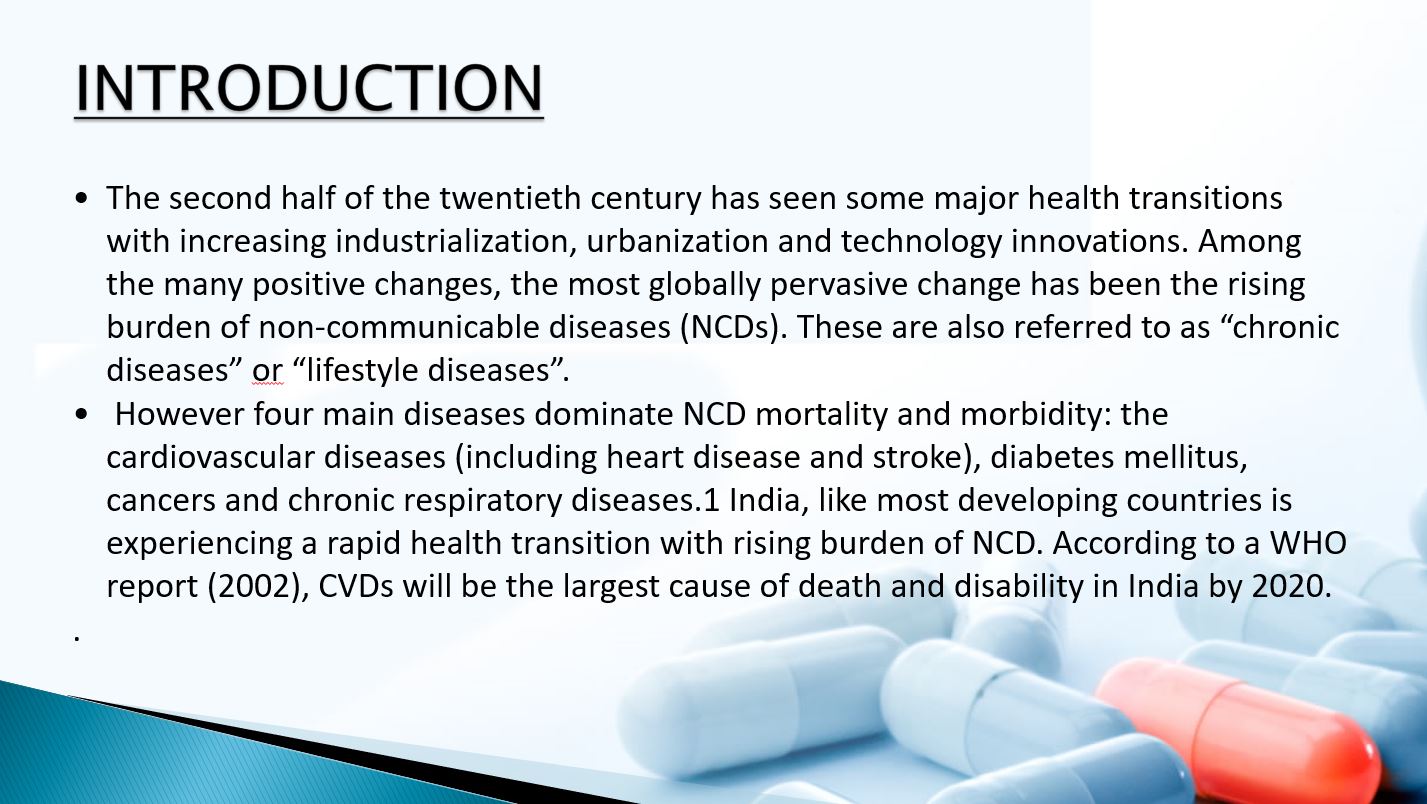 INTRODUCTION
• The second half of the twentieth century has seen some major health transitions
with increasing industrialization, urbanization and technology innovations. Among
the many positive changes, the most globally pervasive change has been the rising
burden of non-communicable diseases (NCDs). These are also referred to as “chronic
diseases” or “lifestyle diseases”.
• However four main diseases dominate NCD mortality and morbidity: the
cardiovascular diseases (including heart disease and stroke), diabetes mellitus,
cancers and chronic respiratory diseases.1 India, like most developing countries is
experiencing a rapid health transition with rising burden of NCD. According to a WHO
report (2002), CVDs will be the largest cause of death and disability in India by 2020.
.